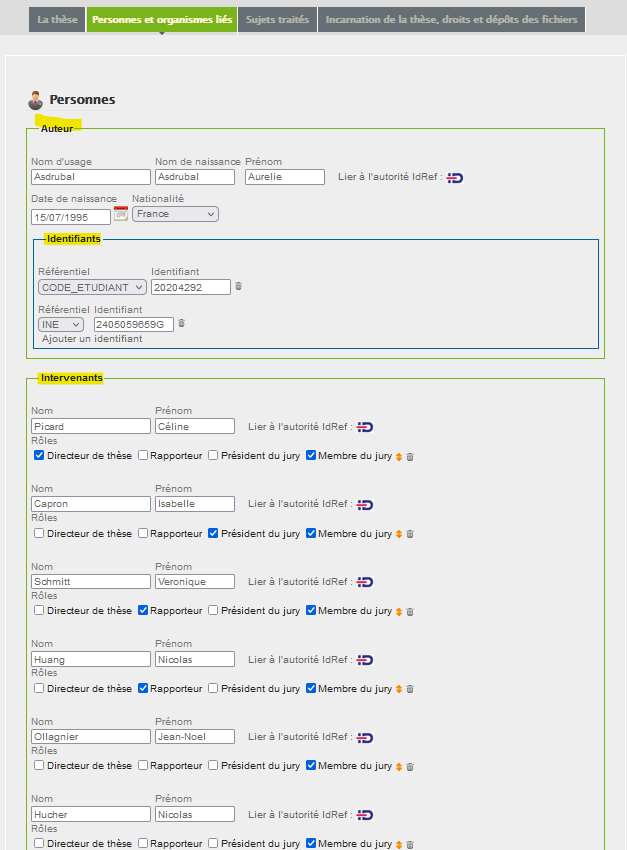 La thèse Personnes et organismes liés Sujets traités Incarnation de la thèse, droits et dépôts des fichiers
Personnes
Auteur
Nom d'usage Nom de naissance Prénom
Asdrubal Asdrubal Aurelie Lier à l'autorité IdRef :
Date de naissance Nationalité
15/07/1995 France
Identifiants
Référentiel Identifiant
CODE_ETUDIANT 20204292
Référentiel Identifiant
INE 2405059659G
Ajouter un identifiant
Intervenants
Nom Prénom
Picard Céline Lier à l'autorité IdRef :
Rôles
Directeur de thèse Rapporteur Président du jury Membre du jury
Nom Prénom
Capron Isabelle Lier à l'autorité IdRef :
Rôles
Directeur de thèse Rapporteur Président du jury Membre du jury
Nom Prénom
Schmitt Veronique Lier à l'autorité IdRef :
Rôles
Directeur de thèse Rapporteur Président du jury Membre du jury
Nom Prénom
Huang Nicolas Lier à l'autorité IdRef :
Rôles
Directeur de thèse Rapporteur Président du jury Membre du jury
Nom Prénom
Ollagnier Jean-Noel Lier à l'autorité IdRef :
Rôles
Directeur de thèse Rapporteur Président du jury Membre du jury
Nom Prénom
Hucher Nicolas Lier à l'autorité IdRef :
Rôles
Directeur de thèse Rapporteur Président du jury Membre du jury